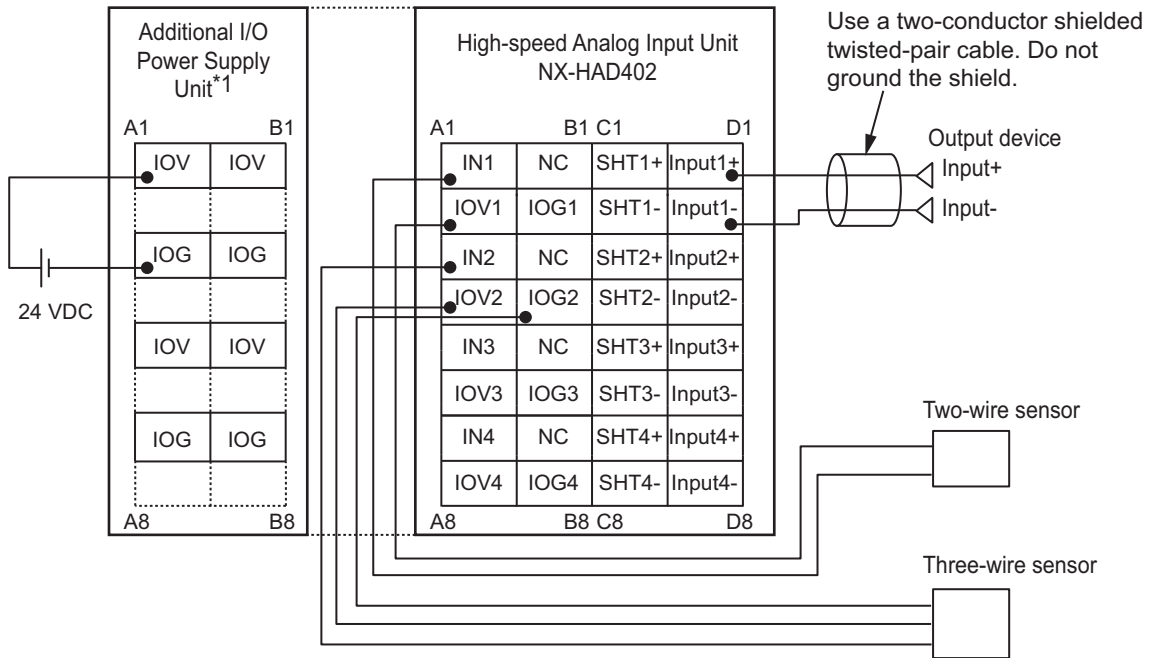 Additional I/O
Power Supply
Unit*1
High-speed Analog Input Unit
NX-HAD402
Use a two-conductor shielded
twisted-pair cable. Do not
ground the shield.
A1 B1
A1 B1 C1 D1
Output device
Input+
Input-
IOV IOV
IOG IOG
IOV IOV
IOG IOG
A8 B8
24 VDC
IN1 NC SHT1+ Input1+
IOV1 IOG1 SHT1- Input1-
IN2 NC SHT2+ Input2+
IOV2 IOG2 SHT2- Input2-
IN3 NC SHT3+ Input3+
IOV3 IOG3 SHT3- Input3-
IN4 NC SHT4+ Input4+
IOV4 IOG4 SHT4- Input4-
A8 B8 C8 D8
Two-wire sensor
Three-wire sensor